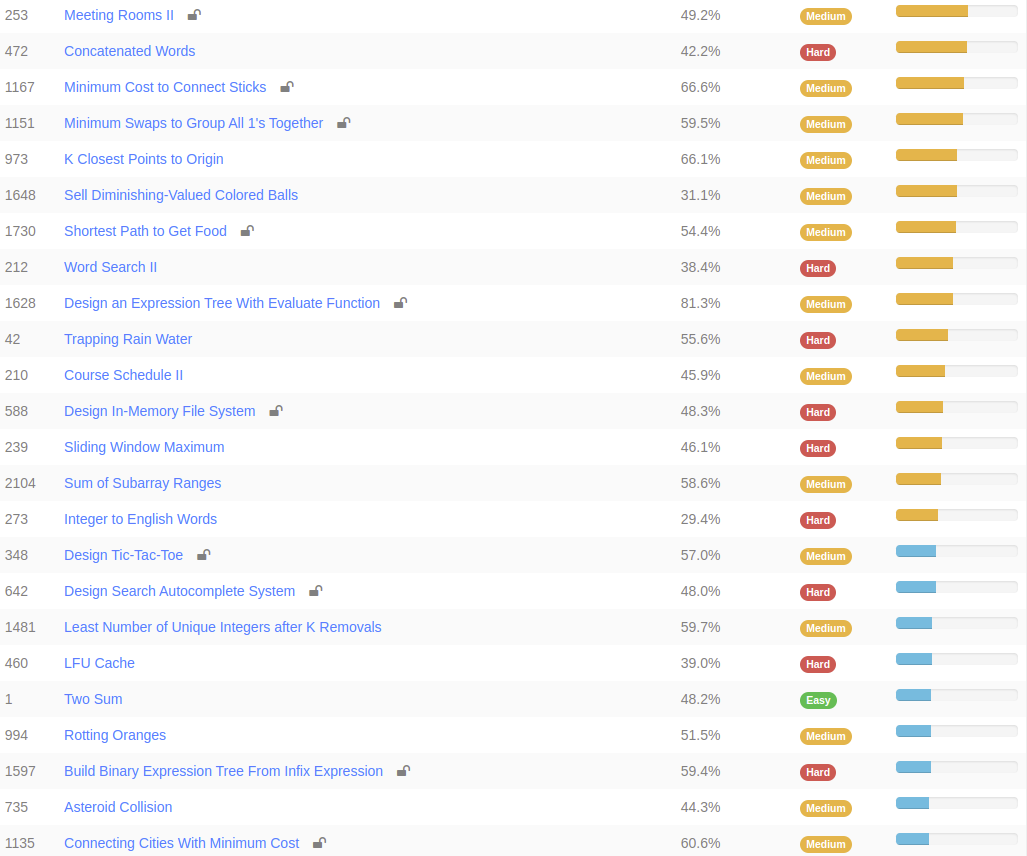 253 Meeting Rooms II 49.2% Medium
472 Concatenated Words 42.2% Hard
1167 Minimum Cost to Connect Sticks 66.6% Medium
1151 Minimum Swaps to Group All 1's Together 59.5% Medium
973 K Closest Points to Origin 66.1% Medium
1648 Sell Diminishing-Valued Colored Balls 31.1% Medium
1730 Shortest Path to Get Food 54.4% Medium
212 Word Search II 38.4% Hard
1628 Design an Expression Tree With Evaluate Function 81.3% Medium
42 Trapping Rain Water 55.6% Hard
210 Course Schedule II 45.9% Medium
588 Design In-Memory File System 48.3% Hard
239 Sliding Window Maximum 46.1% Hard
2104 Sum of Subarray Ranges 58.6% Medium
273 Integer to English Words 29.4% Hard
348 Design Tic-Tac-Toe 57.0% Medium
642 Design Search Autocomplete System 48.0% Hard
1481 Least Number of Unique Integers after K Removals 59.7% Medium
460 LFU Cache 39.0% Hard
1 Two Sum 48.2% Easy
994 Rotting Oranges 51.5% Medium
1597 Build Binary Expression Tree From Infix Expression 59.4% Hard
735 Asteroid Collision 44.3% Medium
1135 Connecting Cities With Minimum Cost 60.6% Medium